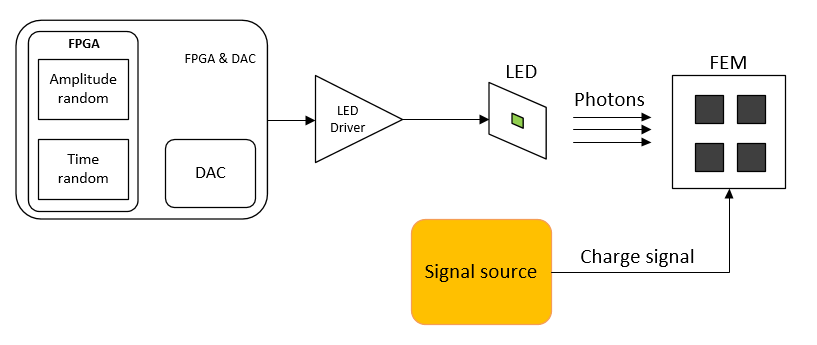 FPGA
Amplitude
random
Time
random
FPGA & DAC
DAC
LED
Driver
LED
Photons
FEM
Signal source
Charge signal